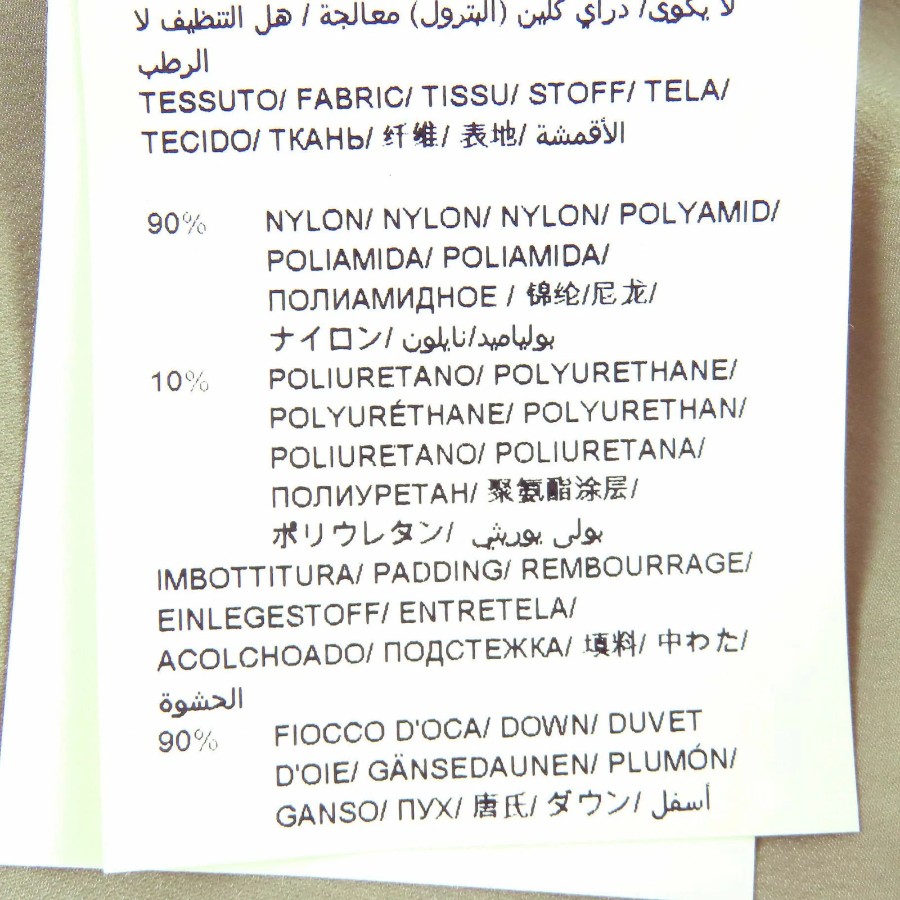 لا يكوى/ دراي كلين (البترول) معالجة / هل التنظيف لا
الرطب
TESSUTO/ FABRIC/ TISSU/ STOFF/ TELA/
TECIDO/ ТКАНЬ/ 纤维/ 表地/ الأقمشة
90% NYLON/ NYLON/ NYLON/ POLYAMID/
POLIAMIDA/ POLIAMIDA/
ПОЛИАМИДНОЕ / 锦纶/尼龙/
ナイロン/ بولياميد/نايلون
10% POLIURETANO/ POLYURETHANE/
POLYURÉTHANE/ POLYURETHAN/
POLIURETANO/ POLIURETANA/
ПОЛИУРЕТАН/ 聚氨酯涂层/
ポリウレタン/ بولي يوريثي
IMBOTTITURA/ PADDING/ REMBOURRAGE/
EINLEGESTOFF/ ENTRETELA/
ACOLCHOADO/ ПОДСТЕЖКА/ 填料/ 中わた/
الحشوة
90% FIOCCO D'OCA/ DOWN/ DUVET
D'OIE/ GÄNSEDAUNEN/ PLUMÓN/
GANSO/ ПУХ/ 唐氏/ ダウン/ أسفل